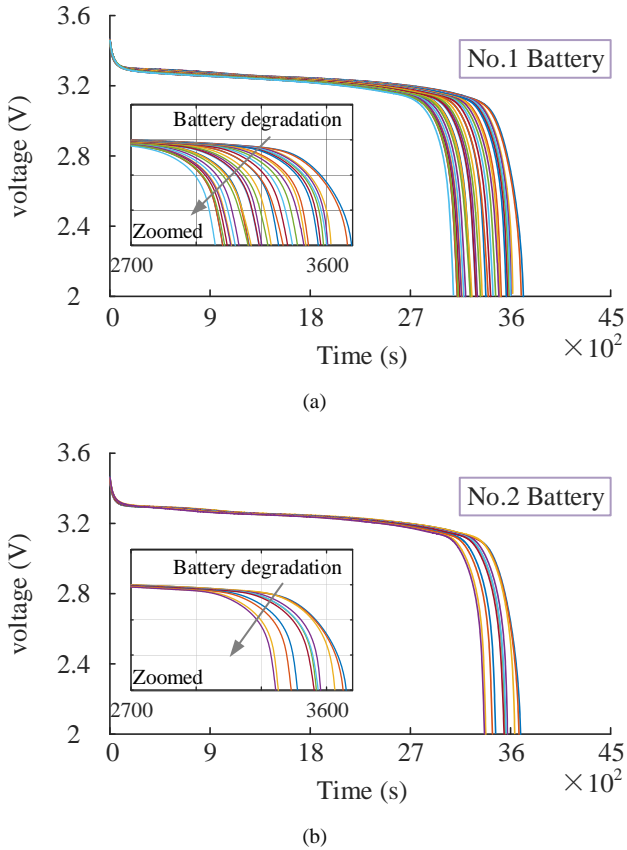 3.6
No.1 Battery
3.2
Battery degradation
voltage (V)
2.8
2.4
Zoomed
2700
3600
2
0
9
18
27
36
45
Time (s)
×10²
(a)
3.6
No.2 Battery
3.2
Battery degradation
voltage (V)
2.8
2.4
Zoomed
2700
3600
2
0
9
18
27
36
45
Time (s)
×10²
(b)